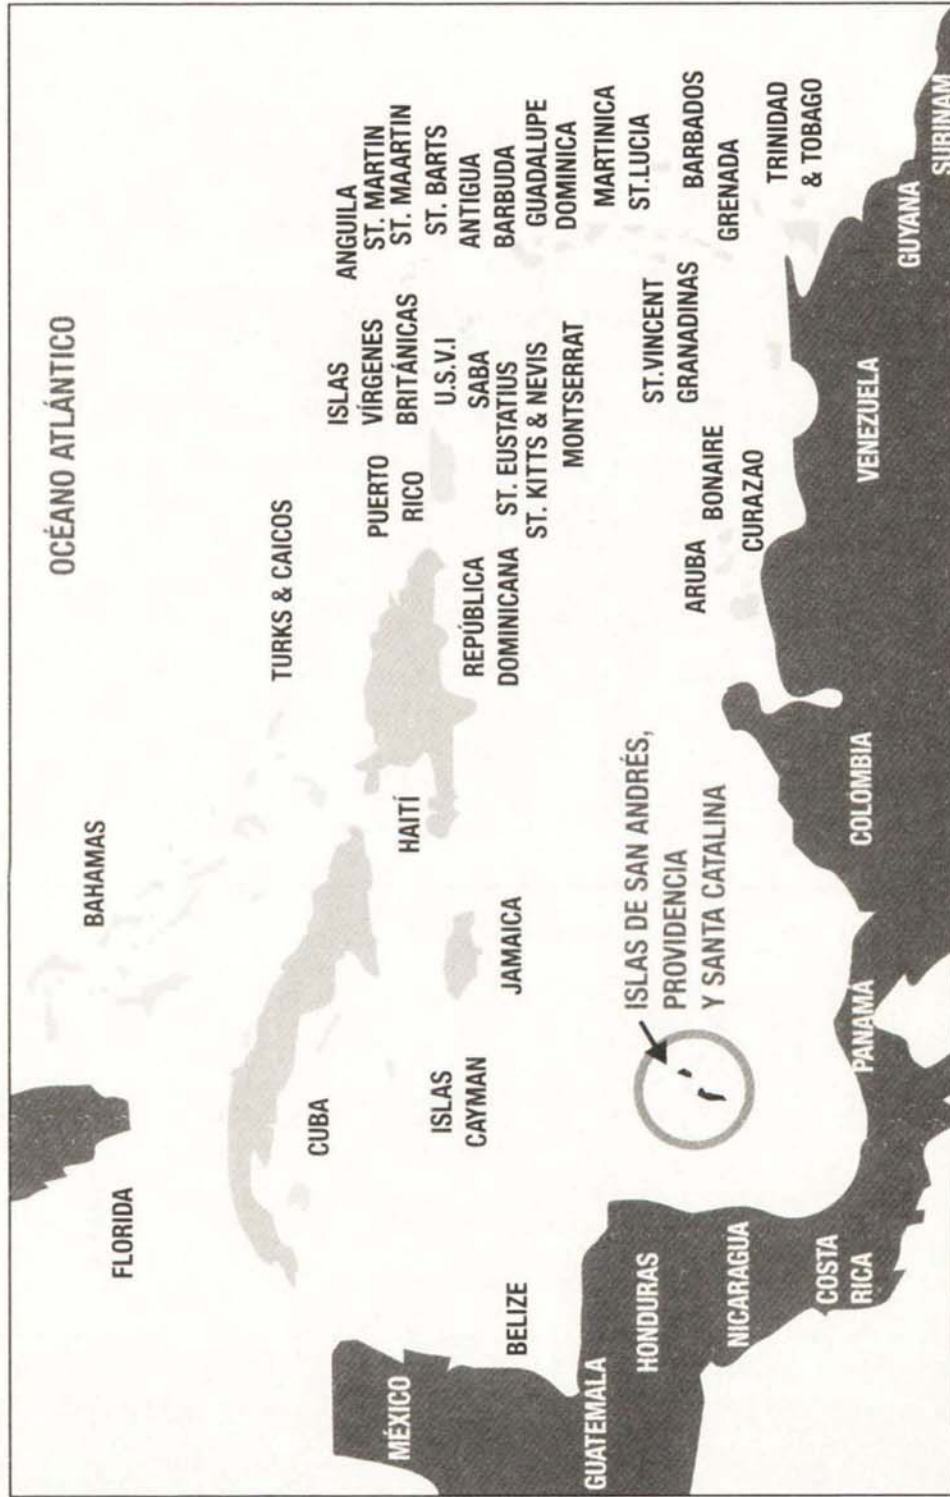 OCÉANO ATLÁNTICO
BAHAMAS
FLORIDA
TURKS & CAICOS
CUBA
ISLAS
VÍRGENES
BRITÁNICAS
U.S.V.I
SABA
ST. EUSTATIUS
ST. KITTS & NEVIS
MONTSERRAT
ANGUILA
ST. MARTIN
ST. MAARTIN
ST. BARTS
ANTIGUA
BARBUDA
GUADALUPE
DOMINICA
MARTINICA
ST.LUCIA
BARBADOS
GRENADA
TRINIDAD
& TOBAGO
PUERTO
RICO
HAITÍ
REPÚBLICA
DOMINICANA
ISLAS
CAYMAN
JAMAICA
MÉXICO
BELIZE
GUATEMALA
HONDURAS
NICARAGUA
COSTA
RICA
ISLAS DE SAN ANDRÉS,
PROVIDENCIA
Y SANTA CATALINA
ST.VINCENT
GRANADINAS
ARUBA
BONAIRE
CURAZAO
PANAMÁ
COLOMBIA
VENEZUELA
GUYANA
SURINAM